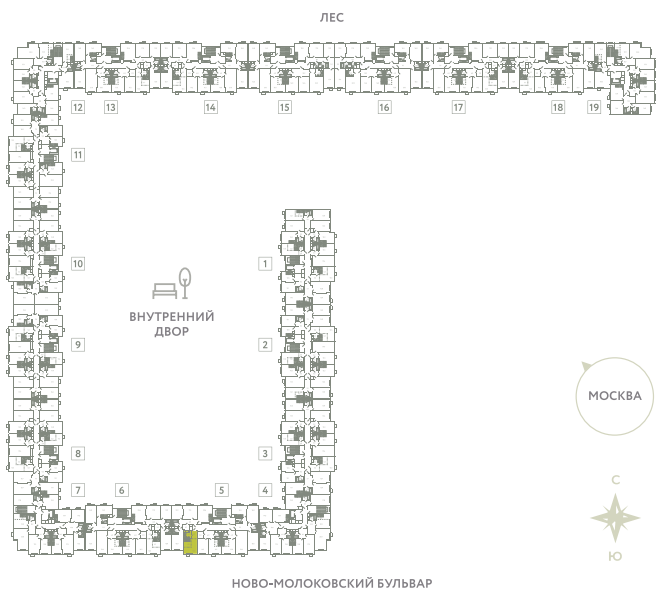 ЛЕС
12 13 14 15 16 17 18 19
11
10 1
ВНУТРЕННИЙ
ДВОР
9 2
МОСКВА
8 3
7 6 5 4
С
Ю
НОВО-МОЛОКОВСКИЙ БУЛЬВАР